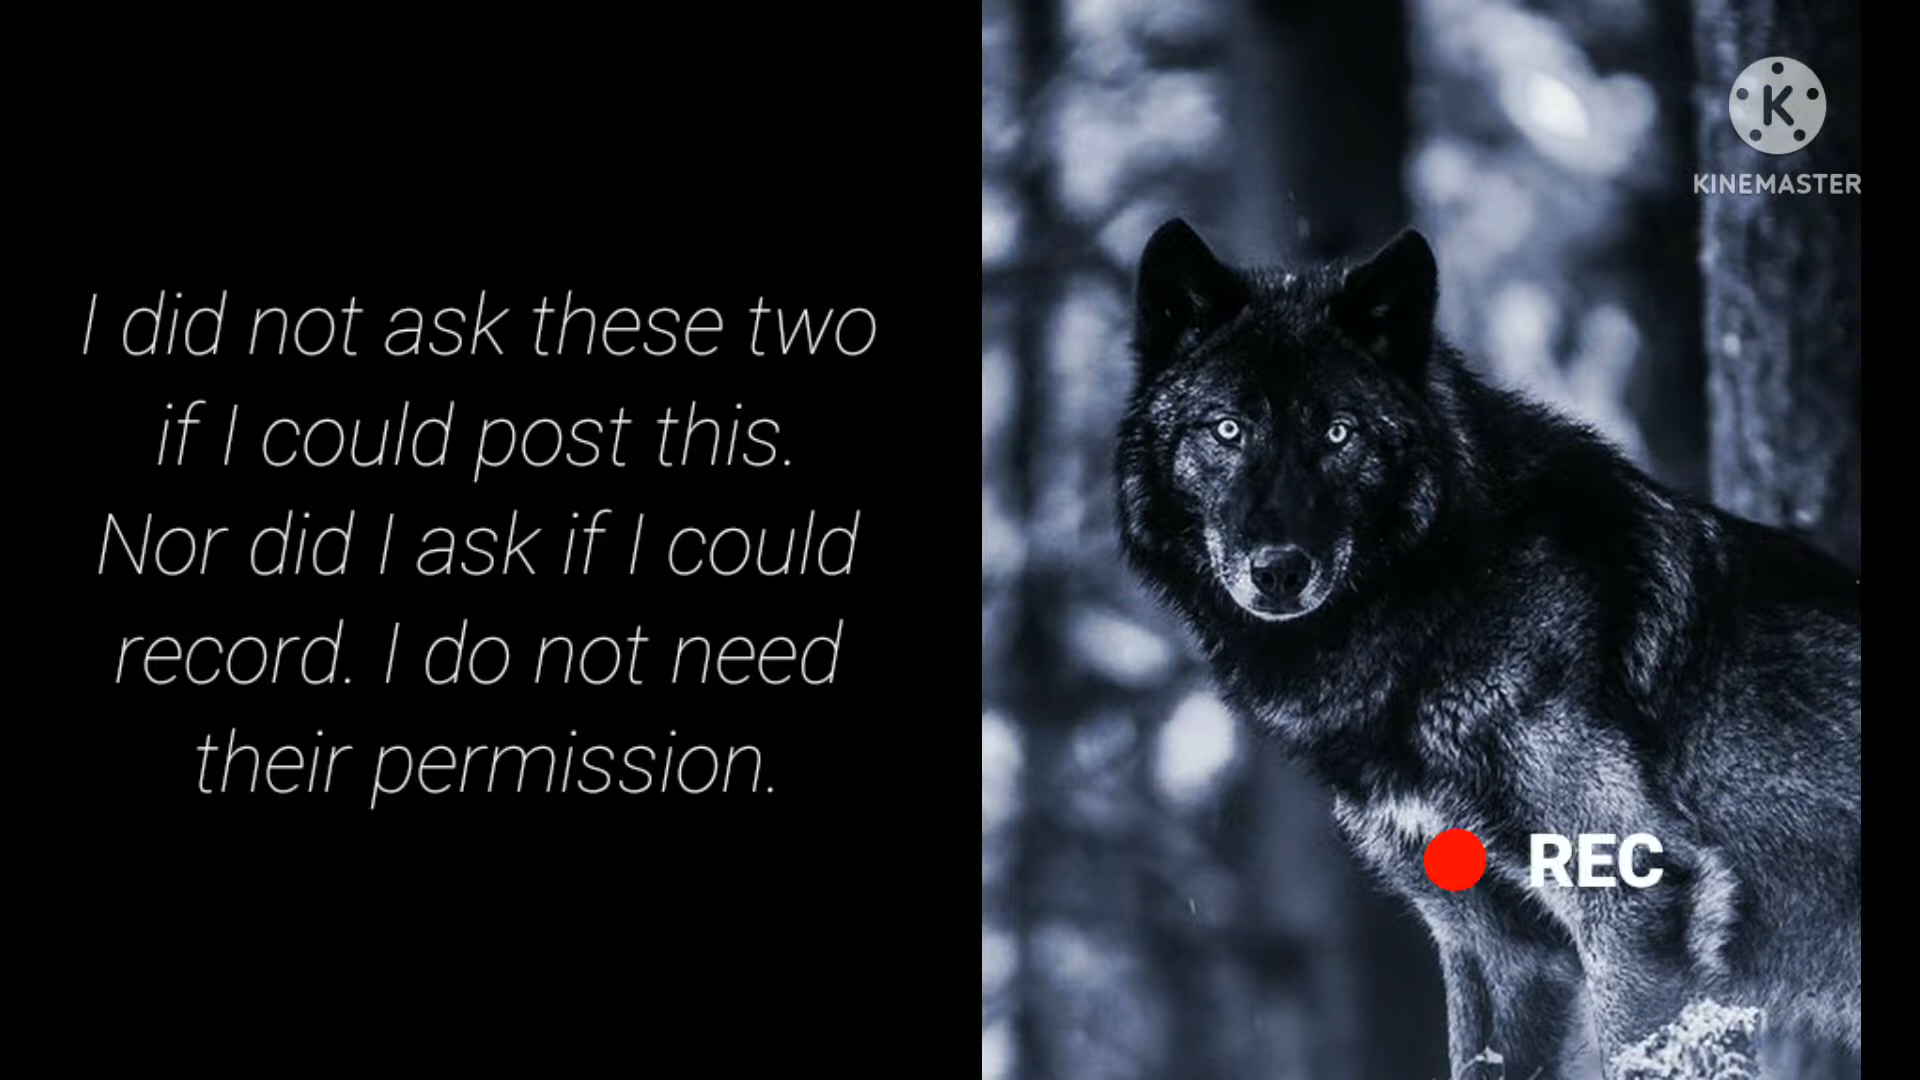 I did not ask these two
if I could post this.
Nor did I ask if I could
record. I do not need
their permission.
K
KINEMASTER
REC